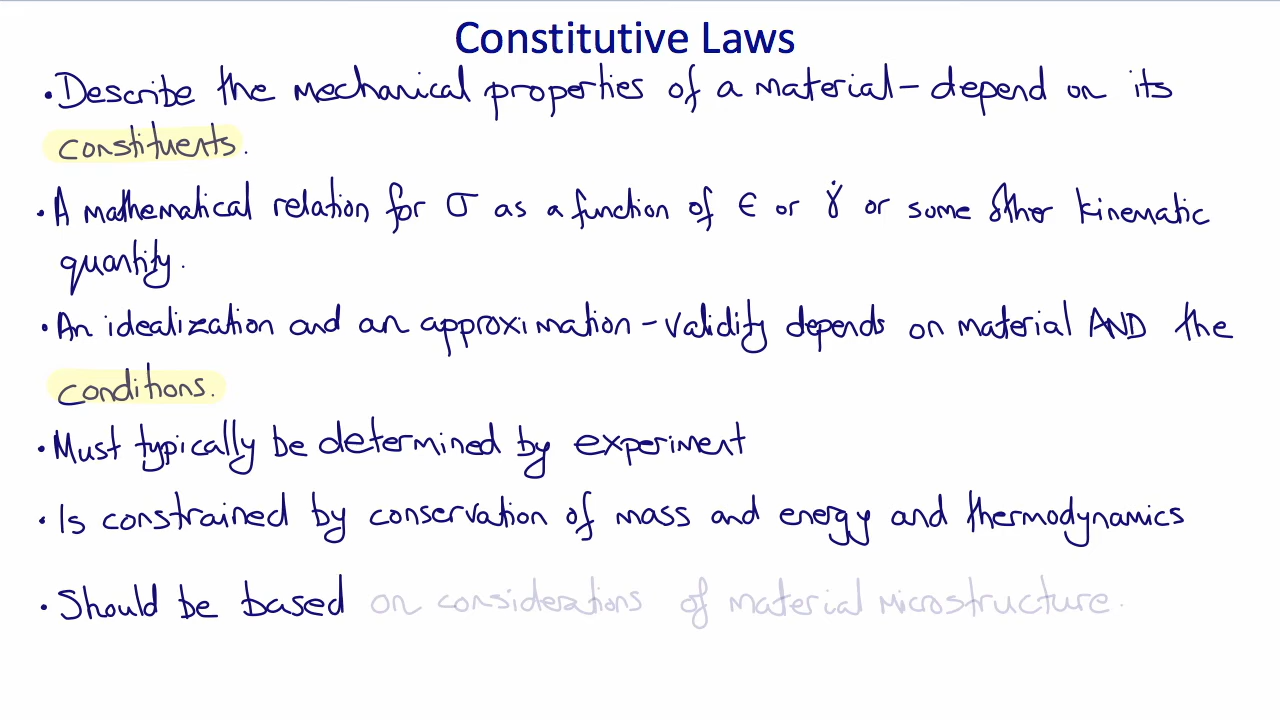 Constitutive Laws
• Describe the mechanical properties of a material – depend on its
constituents.
• A mathematical relation for σ as a function of ϵ or γ̇ or some other kinematic
quantity.
• An idealization and an approximation – validity depends on material AND the
conditions.
• Must typically be determined by experiment
• Is constrained by conservation of mass and energy and thermodynamics
• Should be based on considerations of material microstructure.